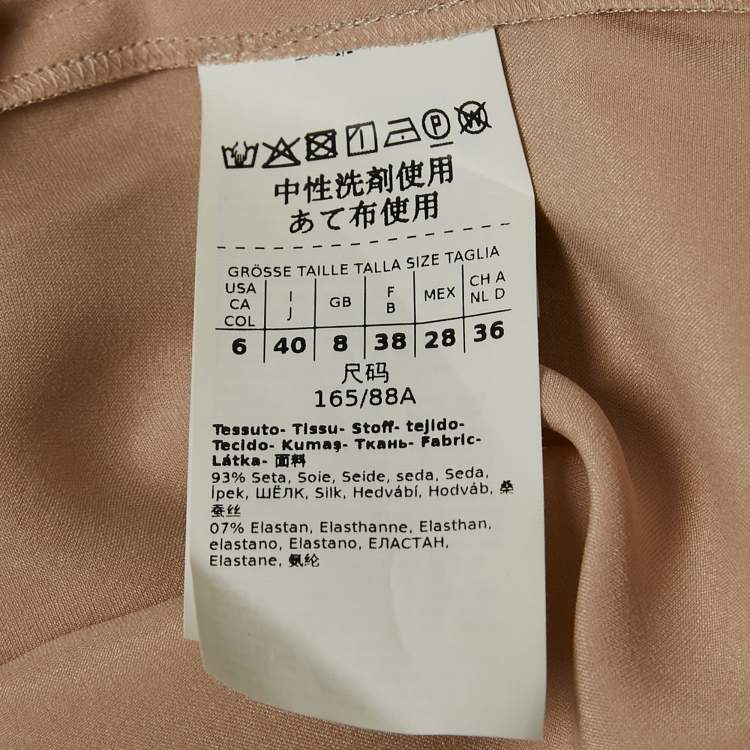 中性洗剤使用
あて布使用
GRÖSSE TAILLE TALLA SIZE TAGLIA
USA CA COL I J GB F B MEX CH A NL D
6 40 8 38 28 36
尺码
165/88A
Tessuto- Tissu- Stoff- tejido-
Tecido- Kumaş- Ткань- Fabric-
Látka- 面料
93% Seta, Soie, Seide, seda, Seda,
İpek, ШЁЛК, Silk, Hedvábí, Hodváb, 桑
蚕丝
07% Elastan, Elasthanne, Elasthan,
elastano, Elastano, ЕЛАСТАН,
Elastane, 氨纶